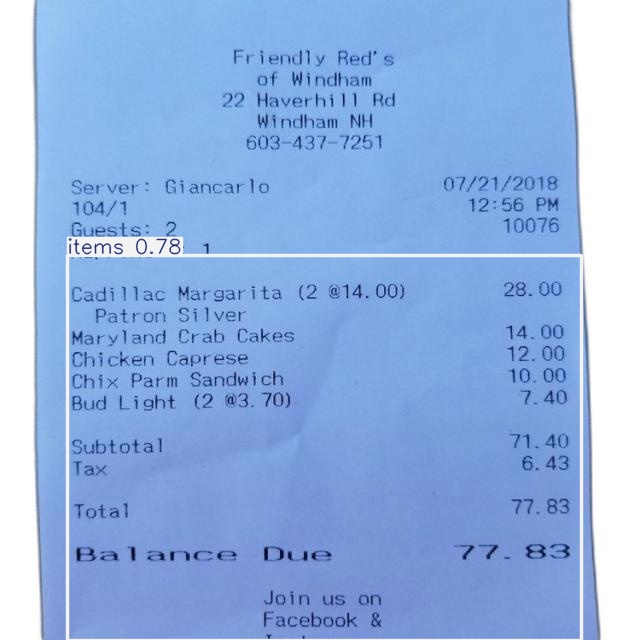 Friendly Red's
of Windham
22 Haverhill Rd
Windham NH
603-437-7251
Server: Giancarlo 07/21/2018
104/1 12:56 PM
Guests: 2 10076
items 0.78 1
Cadillac Margarita (2 @14.00) 28.00
Patron Silver
Maryland Crab Cakes 14.00
Chicken Caprese 12.00
Chix Parm Sandwich 10.00
Bud Light (2 @3.70) 7.40
Subtotal 71.40
Tax 6.43
Total 77.83
Balance Due 77.83
Join us on
Facebook &